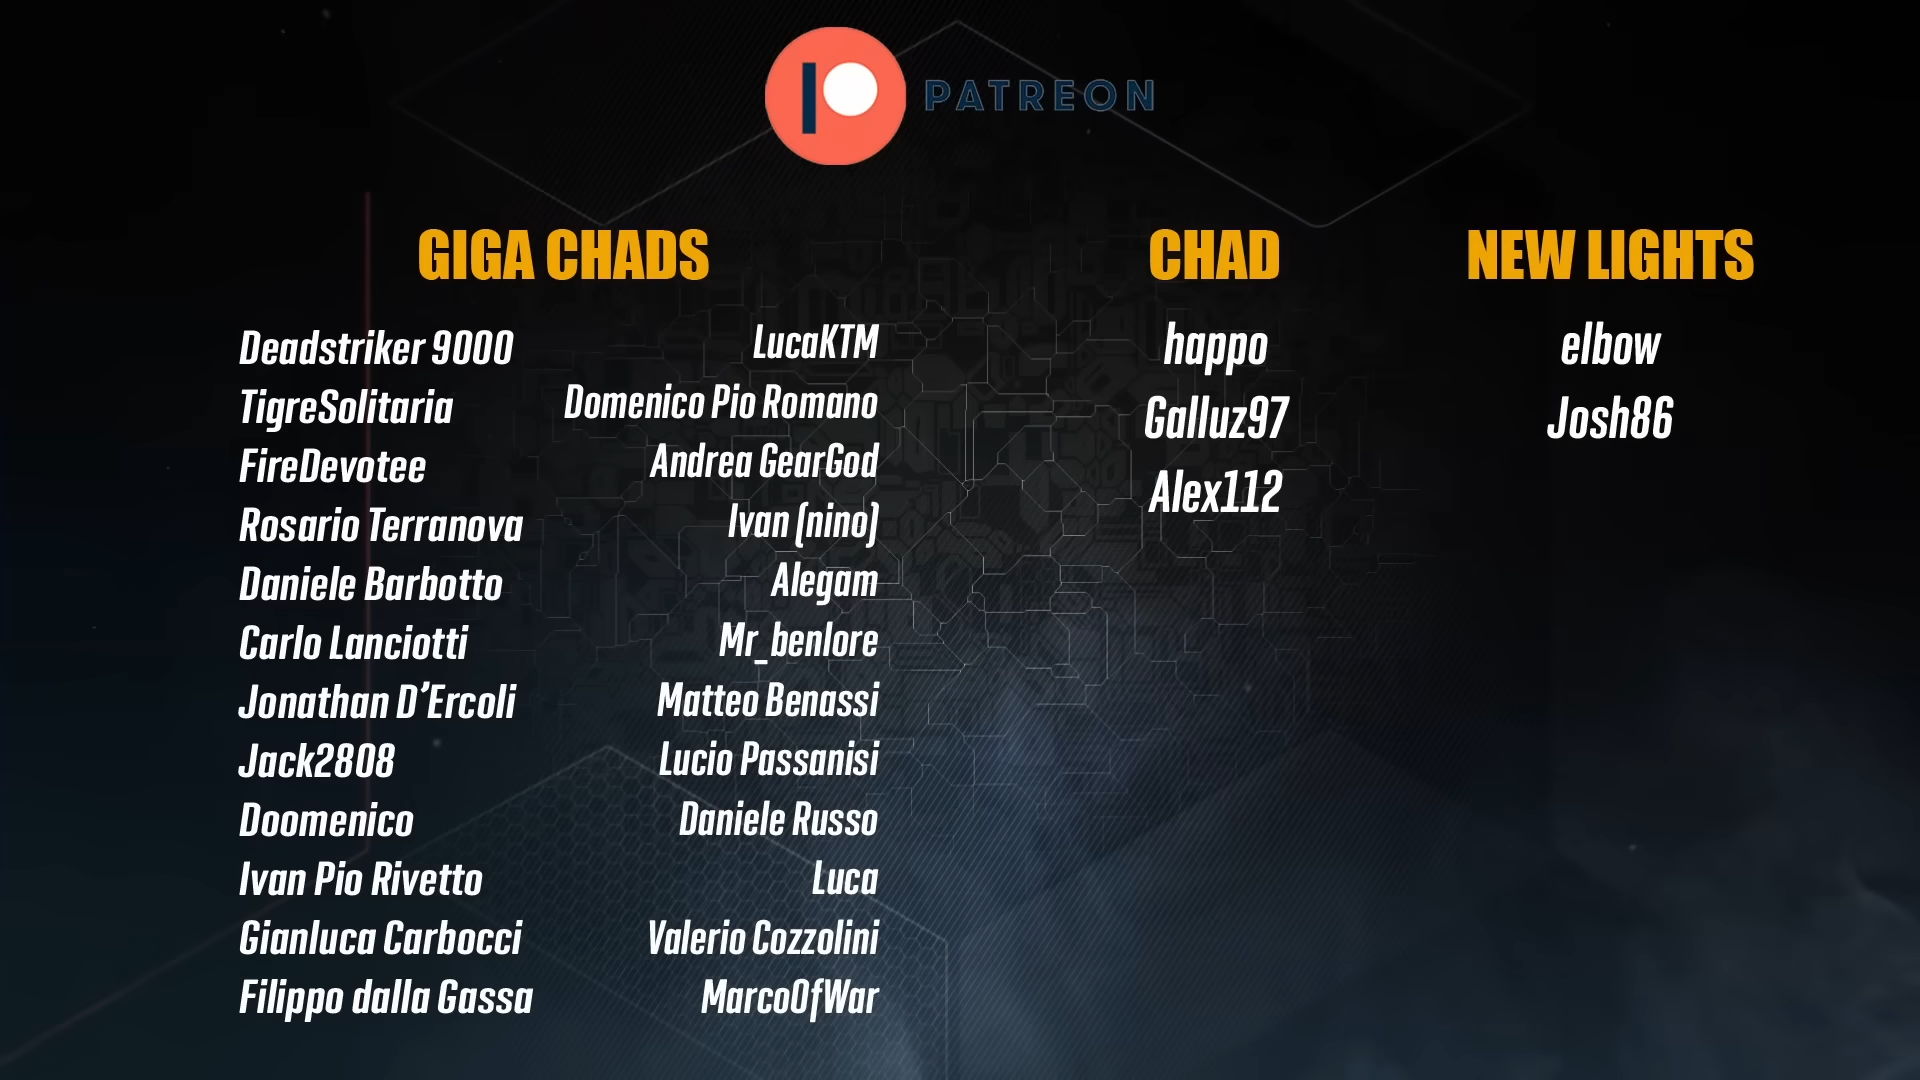 PATREON
GIGA CHADS
Deadstriker 9000
TigreSolitaria
FireDevotee
Rosario Terranova
Daniele Barbotto
Carlo Lanciotti
Jonathan D'Ercoli
Jack2808
Doomenico
Ivan Pio Rivetto
Gianluca Carbocci
Filippo dalla Gassa
LucaKTM
Domenico Pio Romano
Andrea GearGod
Ivan (nino)
Alegam
Mr_benlore
Matteo Benassi
Lucio Passanisi
Daniele Russo
Luca
Valerio Cozzolini
MarcoOfWar
CHAD
happo
Galluz97
Alex112
NEW LIGHTS
elbow
Josh86